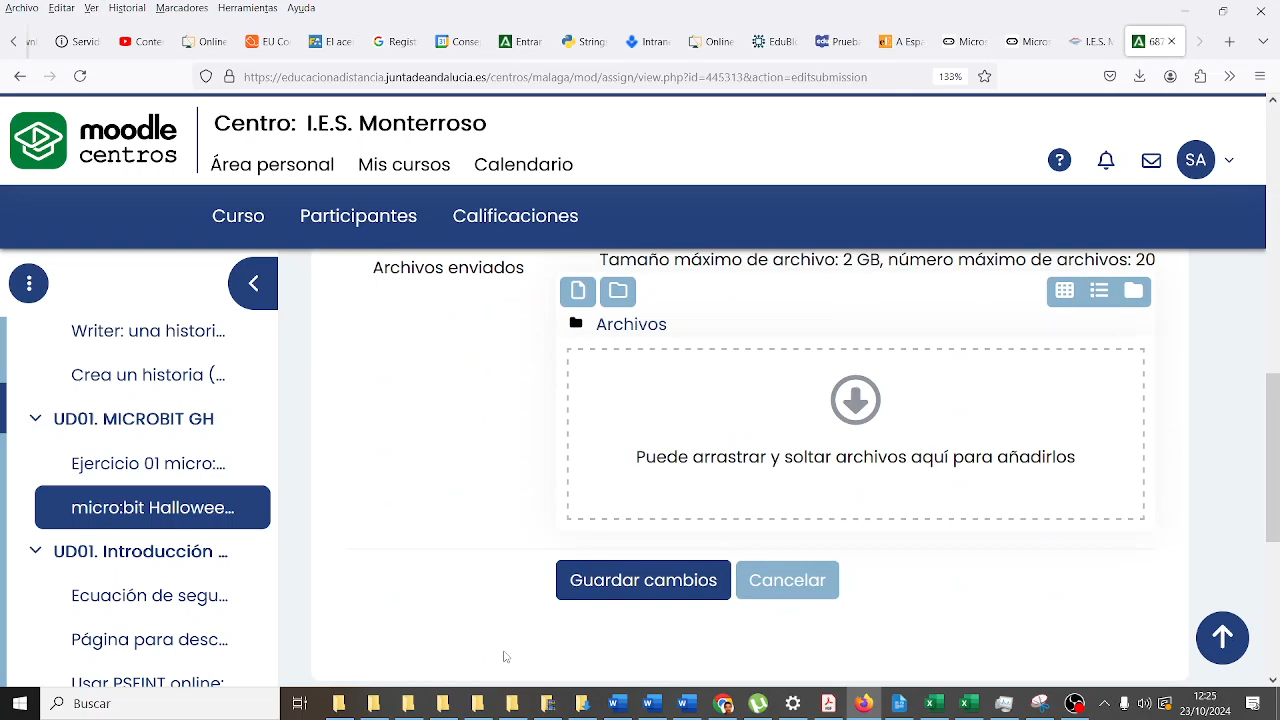 Archivo Editar Ver Historial Marcadores Herramientas Ayuda
Servid
Conte
Online
EU Co
El acee
Regist
Conse
Entrar
String
Intran
Online
EduBl
Prueb
A Espa
Micro
Micro
I.E.S. M
687
https://educacionadistancia.juntadeandalucia.es/centros/malaga/mod/assign/view.php?id=445313&action=editsubmission
133%
moodle
centros
Centro: I.E.S. Monterroso
Área personal Mis cursos Calendario
SA
Curso Participantes Calificaciones
Writer: una histori...
Crea un historia (...
UD01. MICROBIT GH
Ejercicio 01 micro:...
micro:bit Hallowee...
UD01. Introducción ...
Ecuación de segu...
Página para desc...
Usar PSEINT online:
Archivos enviados
Tamaño máximo de archivo: 2 GB, número máximo de archivos: 20
Archivos
Puede arrastrar y soltar archivos aquí para añadirlos
Guardar cambios Cancelar
Buscar
12:25
23/10/2024